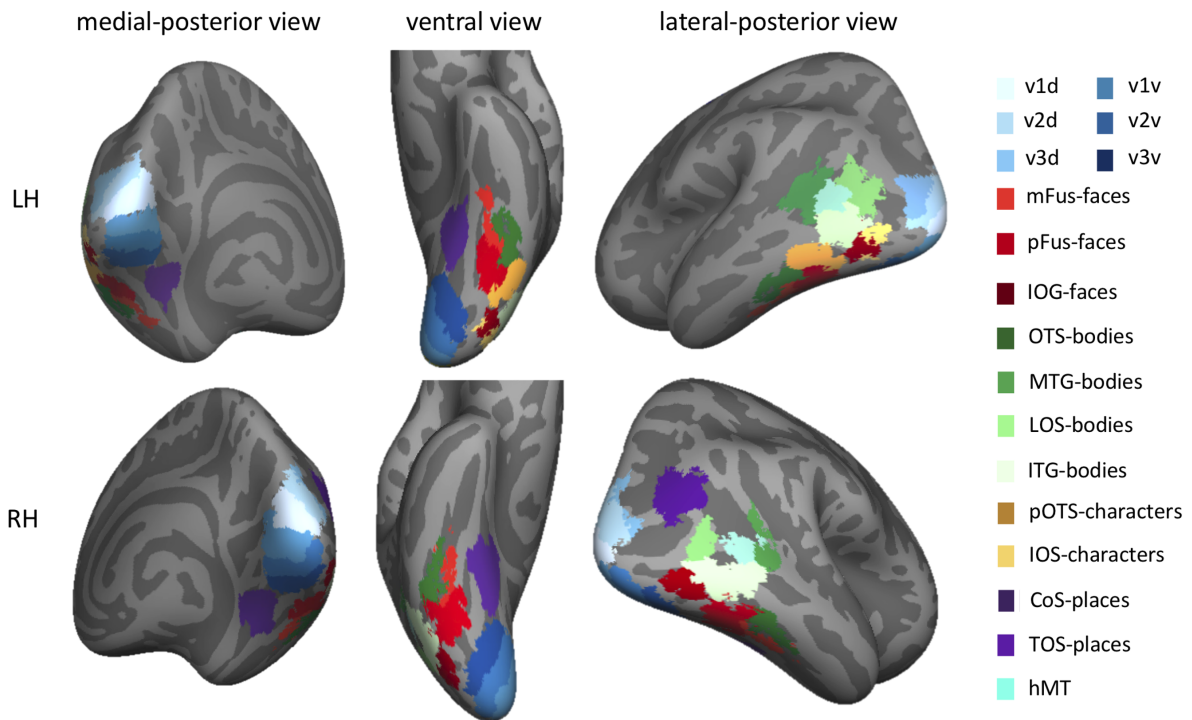 medial-posterior view
ventral view
lateral-posterior view
LH
RH
v1d
v1v
v2d
v2v
v3d
v3v
mFus-faces
pFus-faces
IOG-faces
OTS-bodies
MTG-bodies
LOS-bodies
ITG-bodies
pOTS-characters
IOS-characters
CoS-places
TOS-places
hMT